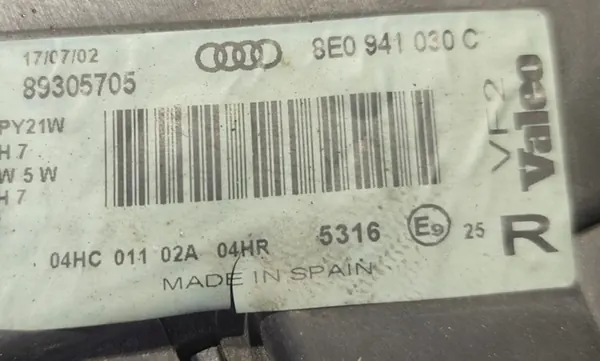 17/07/02
8E0 941 030 C
89305705
PY21W
H 7
W 5 W
H 7
VP2
Valeo
04HC 011 02A 04HR 5316 E9 25 R
MADE IN SPAIN